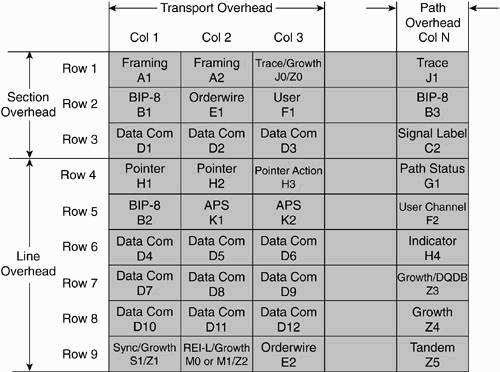 Transport Overhead
Path
Overhead
Col 1 Col 2 Col 3 Col N
Section
Overhead
Row 1
Framing
A1
Framing
A2
Trace/Growth
J0/Z0
Trace
J1
Row 2
BIP-8
B1
Orderwire
E1
User
F1
BIP-8
B3
Row 3
Data Com
D1
Data Com
D2
Data Com
D3
Signal Label
C2
Line
Overhead
Row 4
Pointer
H1
Pointer
H2
Pointer Action
H3
Path Status
G1
Row 5
BIP-8
B2
APS
K1
APS
K2
User Channel
F2
Row 6
Data Com
D4
Data Com
D5
Data Com
D6
Indicator
H4
Row 7
Data Com
D7
Data Com
D8
Data Com
D9
Growth/DQDB
Z3
Row 8
Data Com
D10
Data Com
D11
Data Com
D12
Growth
Z4
Row 9
Sync/Growth
S1/Z1
REI-L/Growth
M0 or M1/Z2
Orderwire
E2
Tandem
Z5